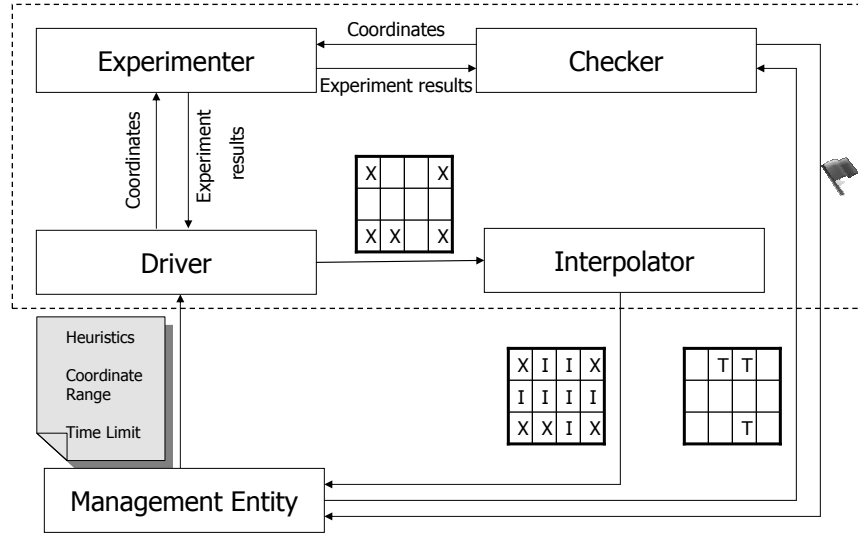 Coordinates
Experimenter
Checker
Experiment results
Coordinates
Experiment
results
X X
X X X
Driver
Interpolator
Heuristics
Coordinate
Range
Time Limit
X I I X
I I I I
X X I X
T T
T
Management Entity